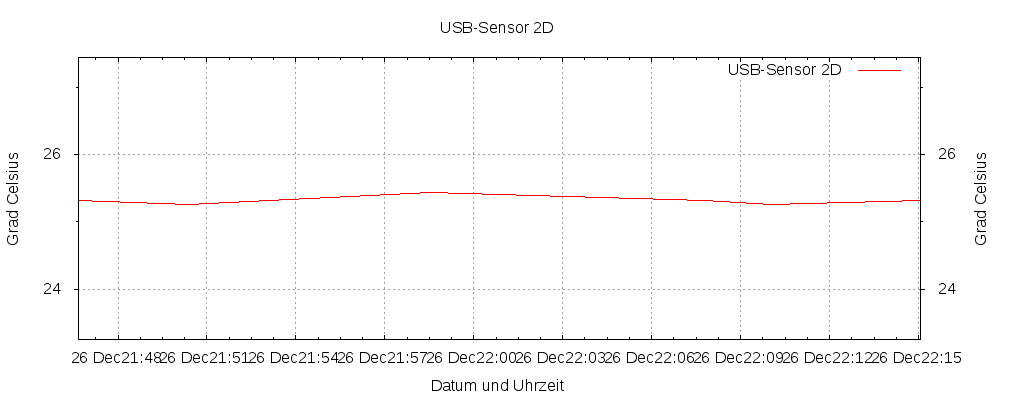 USB-Sensor 2D
USB-Sensor 2D
26 26
24 24
Grad Celsius
Grad Celsius
26 Dec21:48 26 Dec21:51 26 Dec21:54 26 Dec21:57 26 Dec22:00 26 Dec22:03 26 Dec22:06 26 Dec22:09 26 Dec22:12 26 Dec22:15
Datum und Uhrzeit